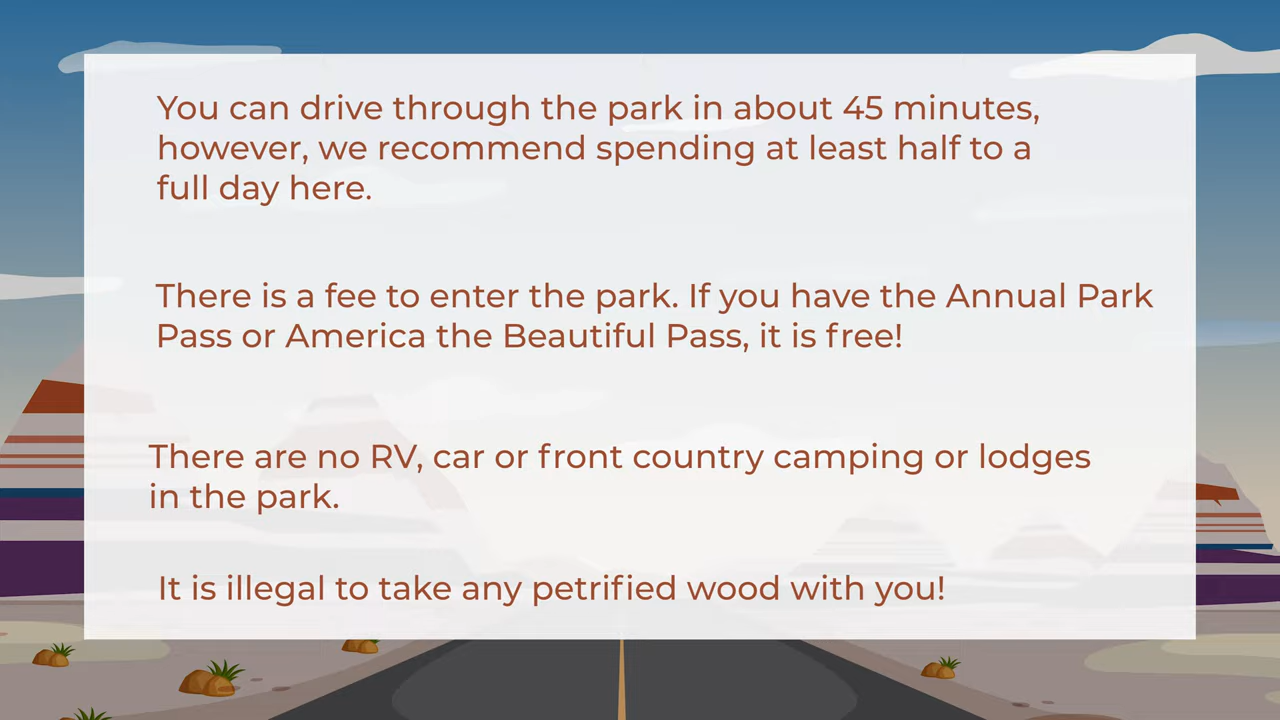 You can drive through the park in about 45 minutes,
however, we recommend spending at least half to a
full day here.
There is a fee to enter the park. If you have the Annual Park
Pass or America the Beautiful Pass, it is free!
There are no RV, car or front country camping or lodges
in the park.
It is illegal to take any petrified wood with you!